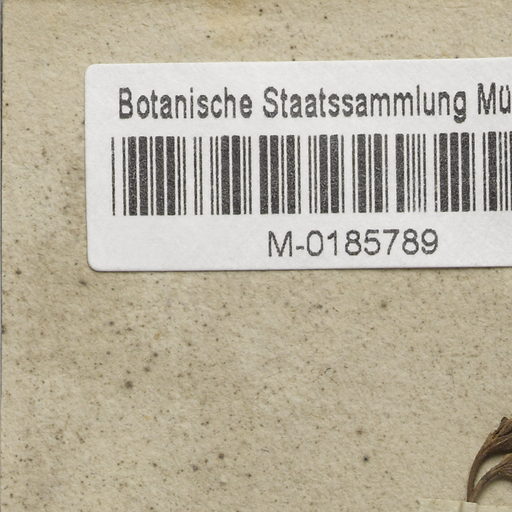 Botanische Staatssammlung Mü
M-0185789